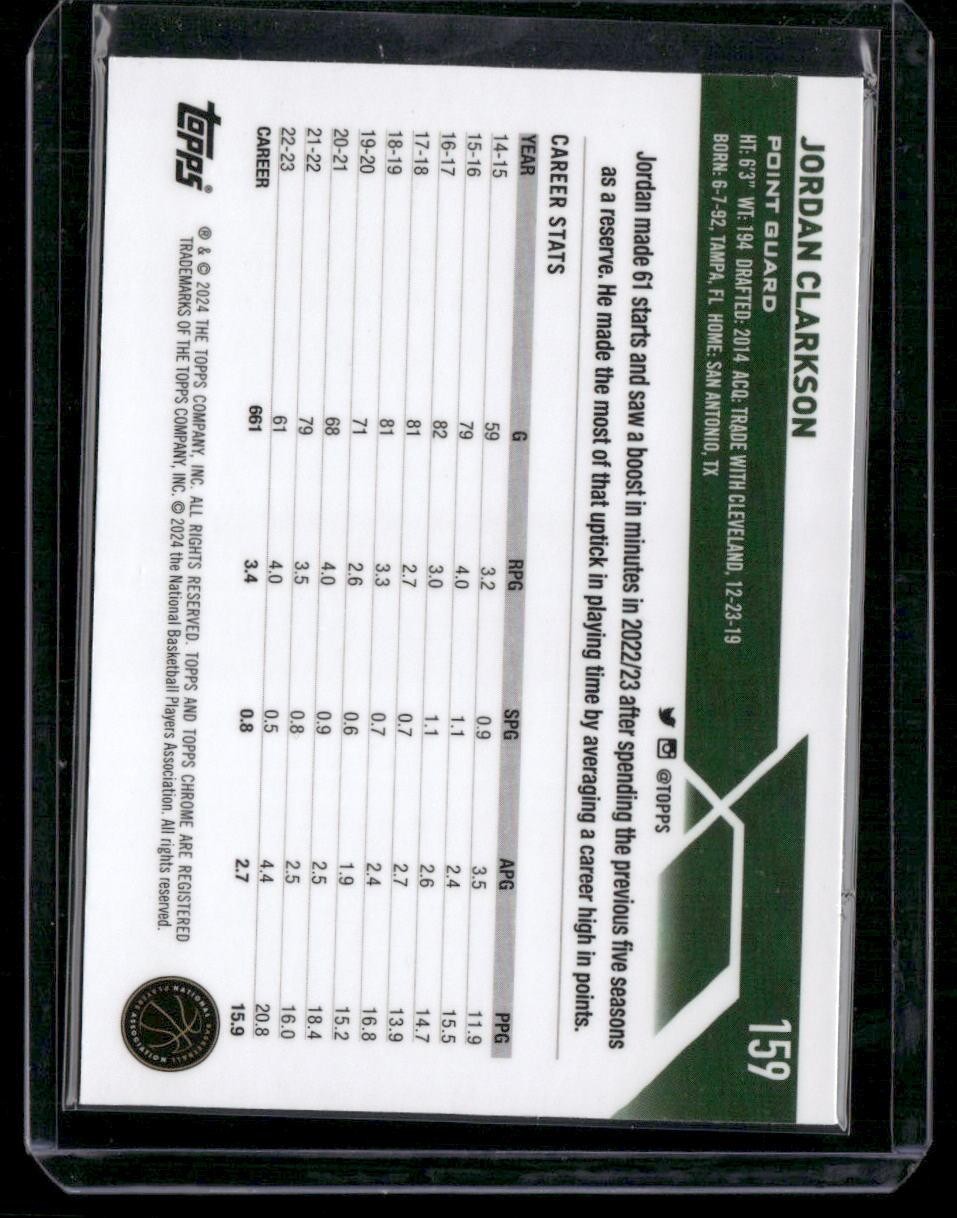 JORDAN CLARKSON
159
POINT GUARD
HT: 6'3" WT: 194 DRAFTED: 2014 ACQ: TRADE WITH CLEVELAND, 12-23-19
BORN: 6-7-92, TAMPA, FL HOME: SAN ANTONIO, TX
@TOPPS
Jordan made 61 starts and saw a boost in minutes in 2022/23 after spending the previous five seasons
as a reserve. He made the most of that uptick in playing time by averaging a career high in points.
CAREER STATS
YEAR G RPG SPG APG PPG
14-15 59 3.2 0.9 3.5 11.9
15-16 79 4.0 1.1 2.4 15.5
16-17 82 3.0 1.1 2.6 14.7
17-18 81 2.7 0.7 2.7 13.9
18-19 81 3.3 0.7 2.4 16.8
19-20 71 2.6 0.6 1.9 15.2
20-21 68 4.0 0.9 2.5 18.4
21-22 79 3.5 0.8 2.5 16.0
22-23 61 4.0 0.5 4.4 20.8
CAREER 661 3.4 0.8 2.7 15.9
topps®
® & © 2024 THE TOPPS COMPANY, INC. ALL RIGHTS RESERVED. TOPPS AND TOPPS CHROME ARE REGISTERED
TRADEMARKS OF THE TOPPS COMPANY, INC. © 2024 the National Basketball Players Association. All rights reserved.
NATIONAL BASKETBALL PLAYERS ASSOCIATION